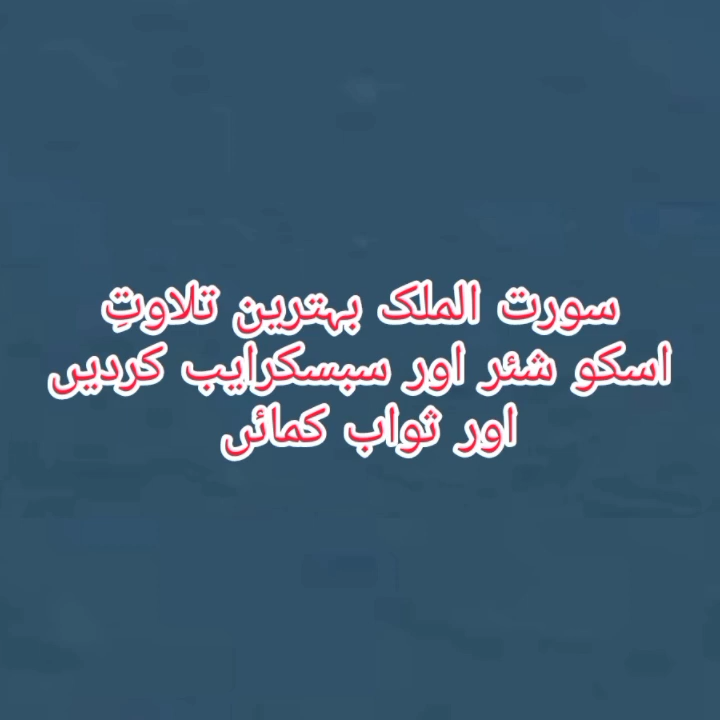 سورت الملک بہترین تلاوتِ
اسکو شئر اور سبسکرایب کردیں
اور ثواب کمائں